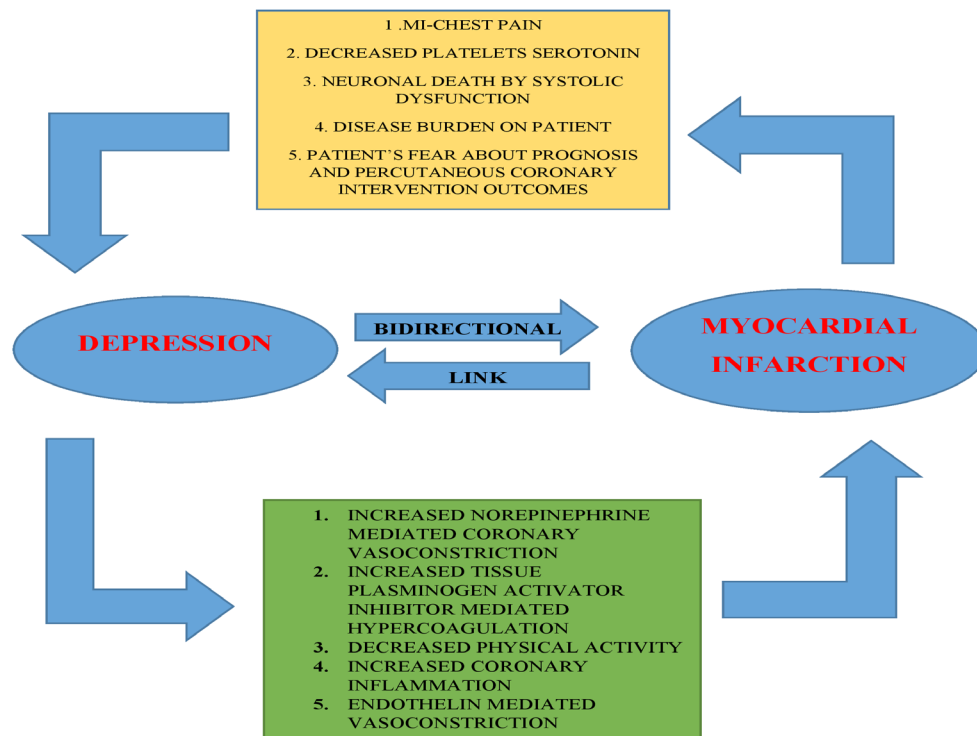 1 .MI-CHEST PAIN
2. DECREASED PLATELETS SEROTONIN
3. NEURONAL DEATH BY SYSTOLIC
DYSFUNCTION
4. DISEASE BURDEN ON PATIENT
5. PATIENT'S FEAR ABOUT PROGNOSIS
AND PERCUTANEOUS CORONARY
INTERVENTION OUTCOMES
DEPRESSION
BIDIRECTIONAL
LINK
MYOCARDIAL
INFARCTION
1. INCREASED NOREPINEPHRINE
MEDIATED CORONARY
VASOCONSTRICTION
2. INCREASED TISSUE
PLASMINOGEN ACTIVATOR
INHIBITOR MEDIATED
HYPERCOAGULATION
3. DECREASED PHYSICAL ACTIVITY
4. INCREASED CORONARY
INFLAMMATION
5. ENDOTHELIN MEDIATED
VASOCONSTRICTION